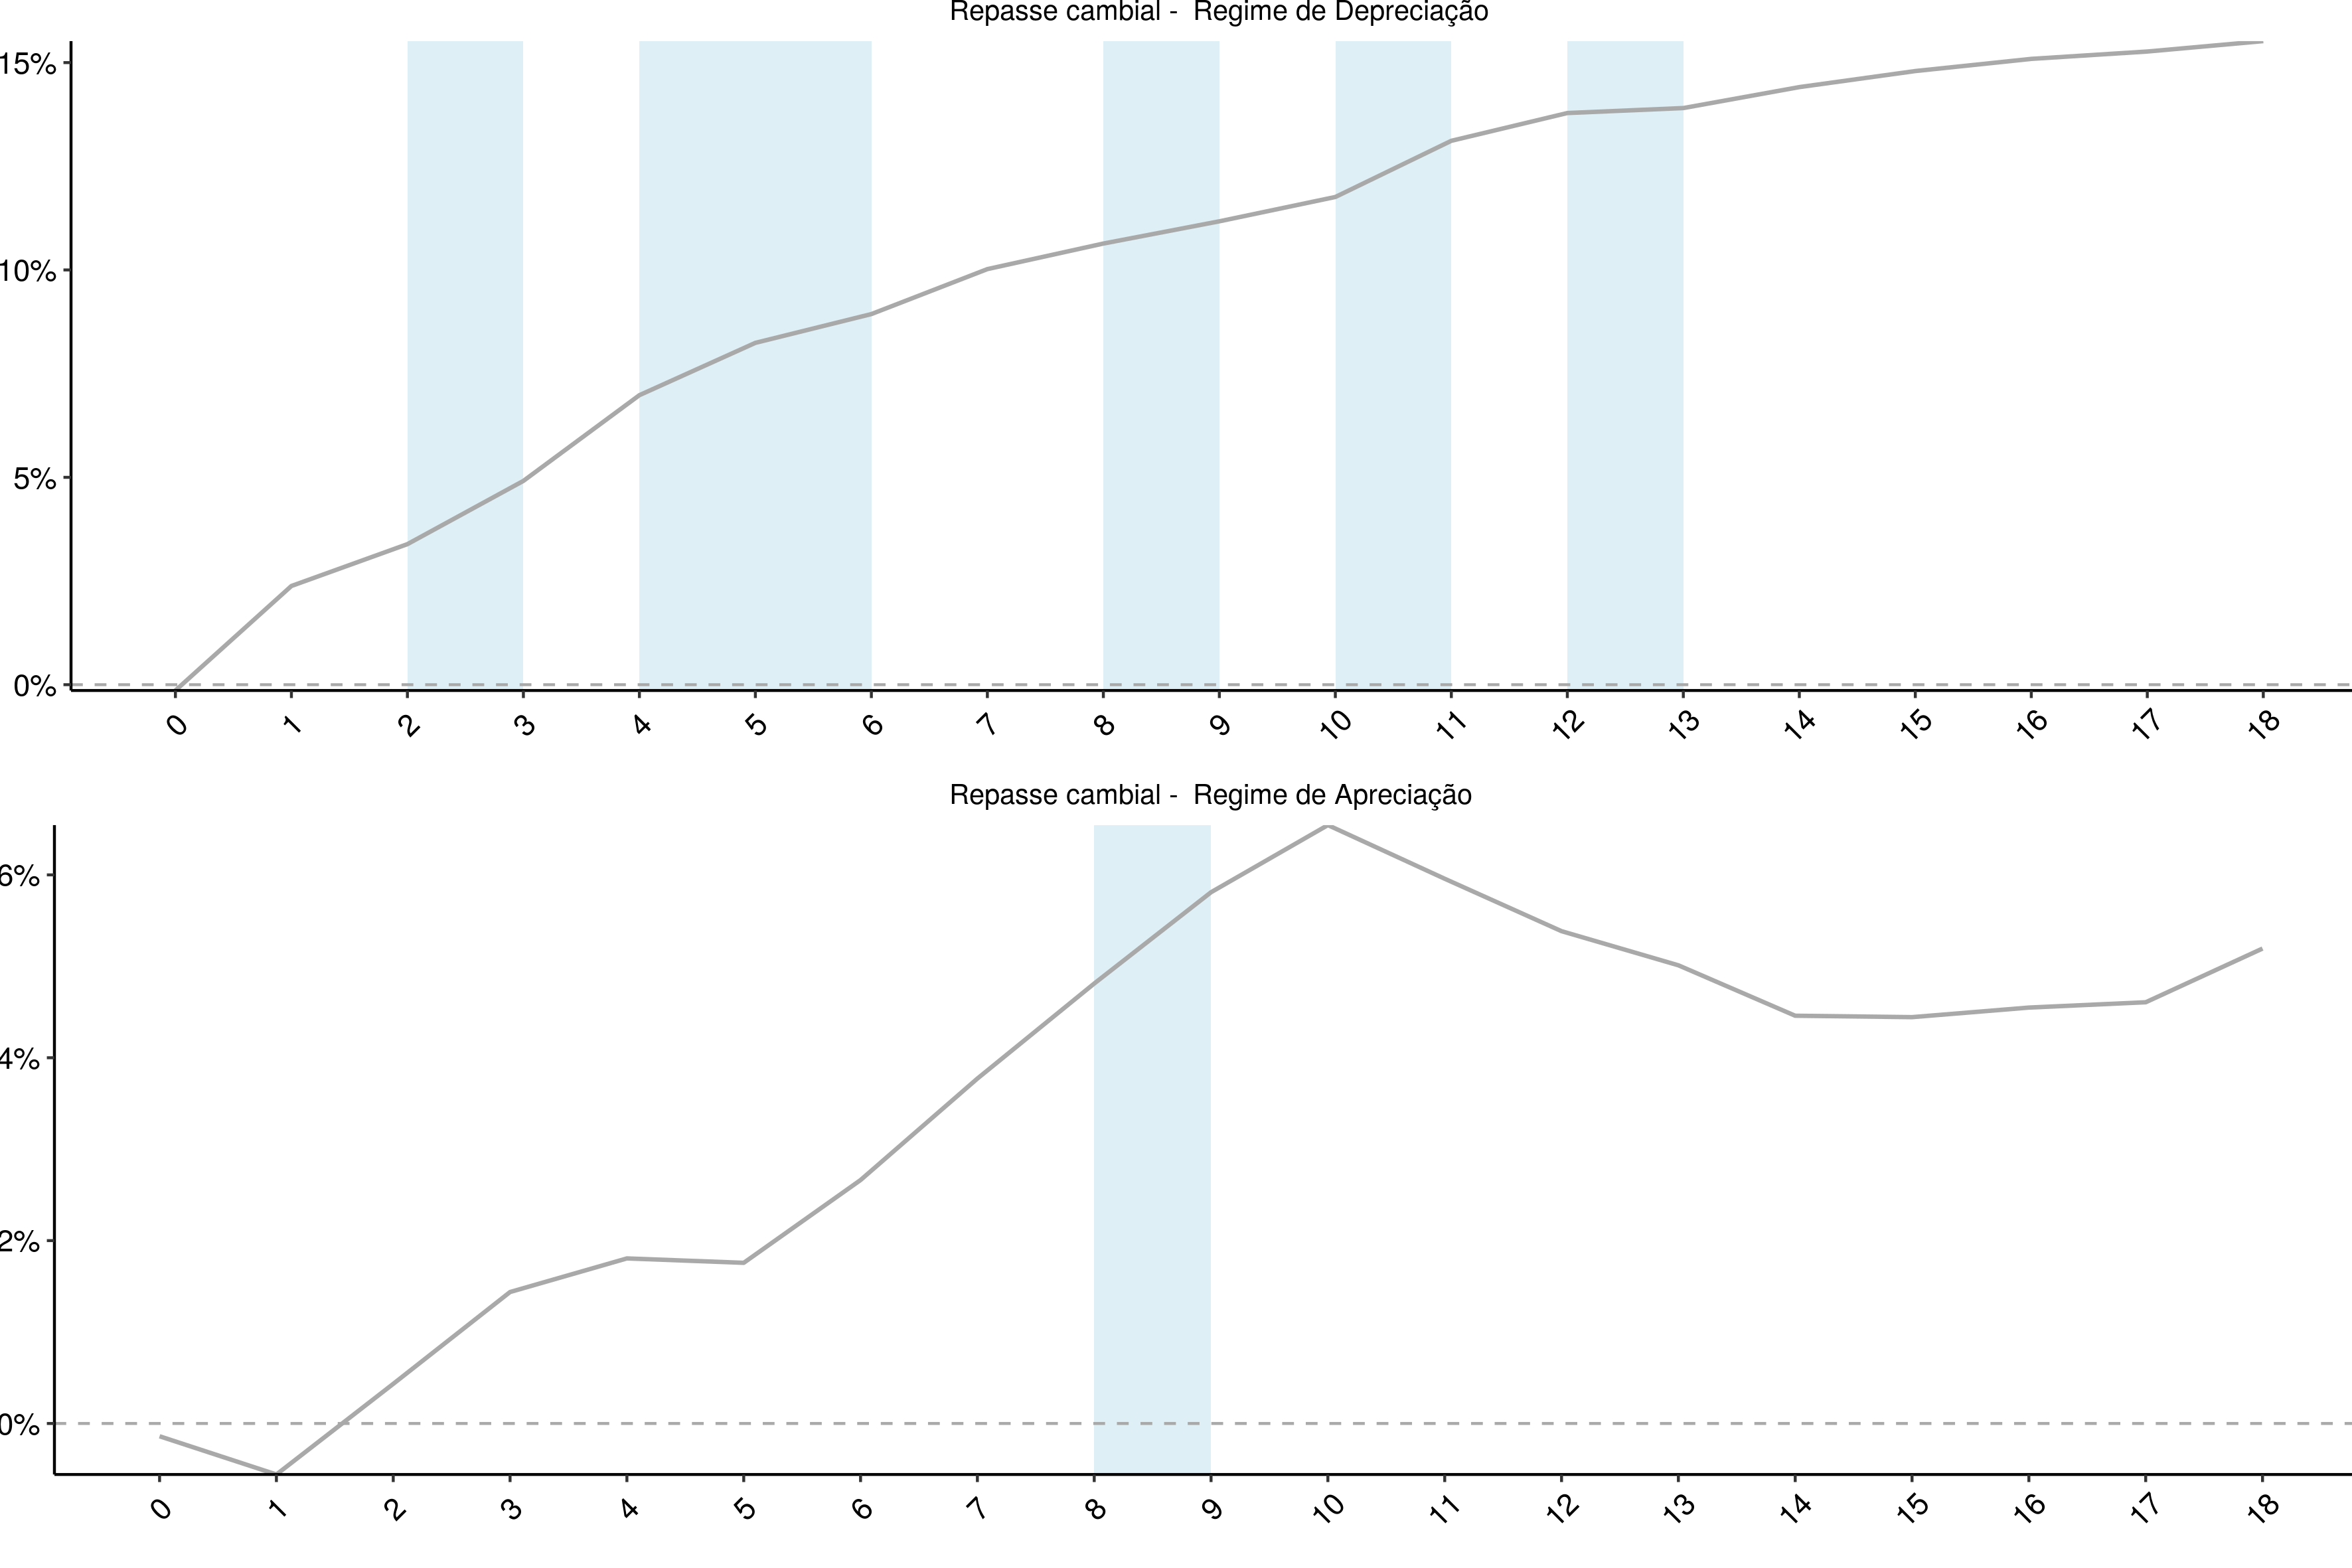 Repasse cambial -  Regime de Depreciação
15%
10%
5%
0%
0 1 2 3 4 5 6 7 8 9 10 11 12 13 14 15 16 17 18
Repasse cambial -  Regime de Apreciação
6%
4%
2%
0%
0 1 2 3 4 5 6 7 8 9 10 11 12 13 14 15 16 17 18